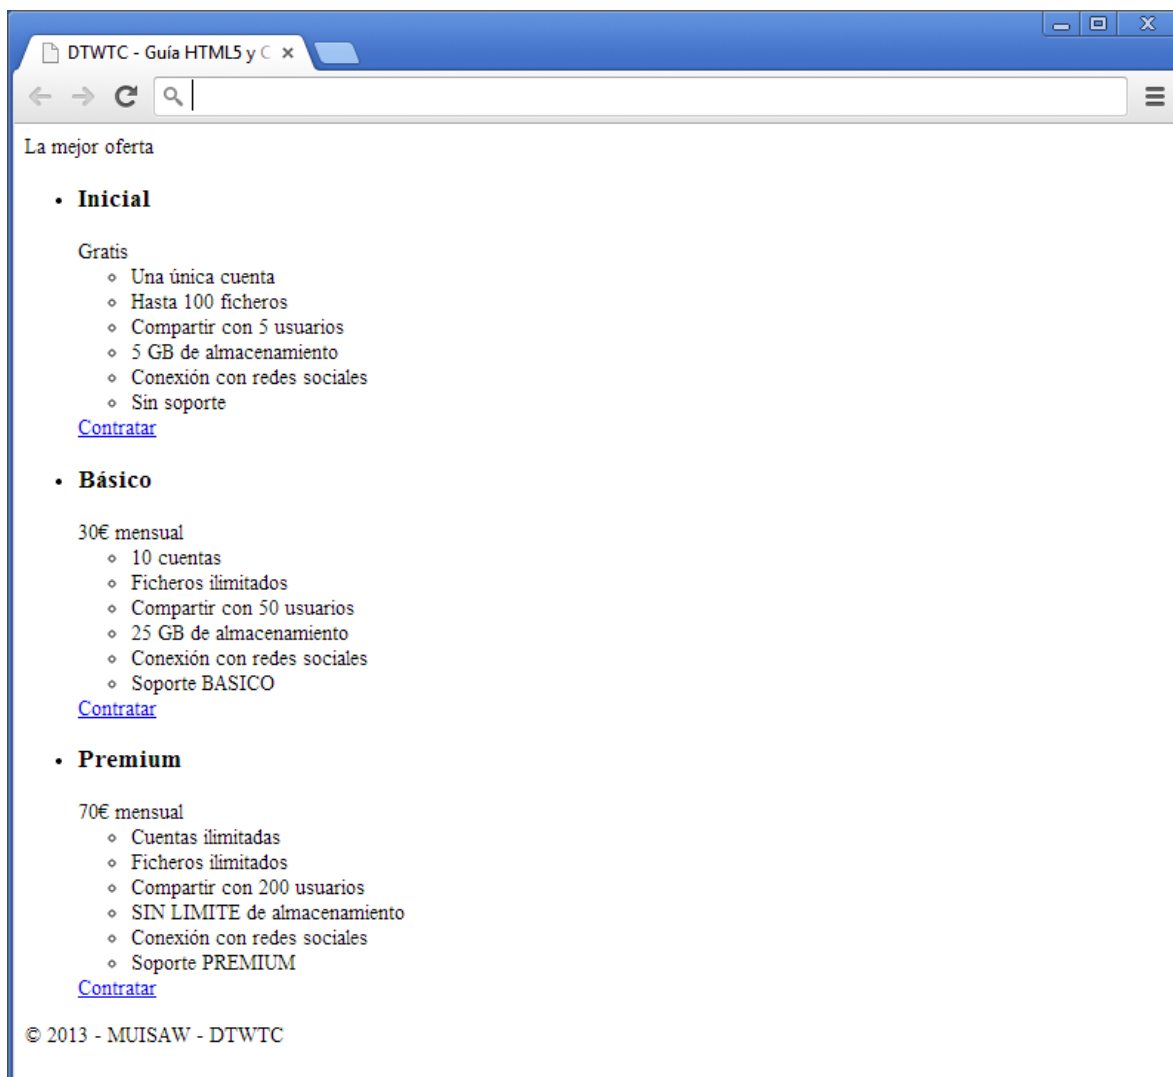 DTWTC - Guía HTML5 y C
La mejor oferta
Inicial
Gratis
Una única cuenta
Hasta 100 ficheros
Compartir con 5 usuarios
5 GB de almacenamiento
Conexión con redes sociales
Sin soporte
Contratar
Básico
30€ mensual
10 cuentas
Ficheros ilimitados
Compartir con 50 usuarios
25 GB de almacenamiento
Conexión con redes sociales
Soporte BASICO
Contratar
Premium
70€ mensual
Cuentas ilimitadas
Ficheros ilimitados
Compartir con 200 usuarios
SIN LIMITE de almacenamiento
Conexión con redes sociales
Soporte PREMIUM
Contratar
© 2013 - MUISAW - DTWTC